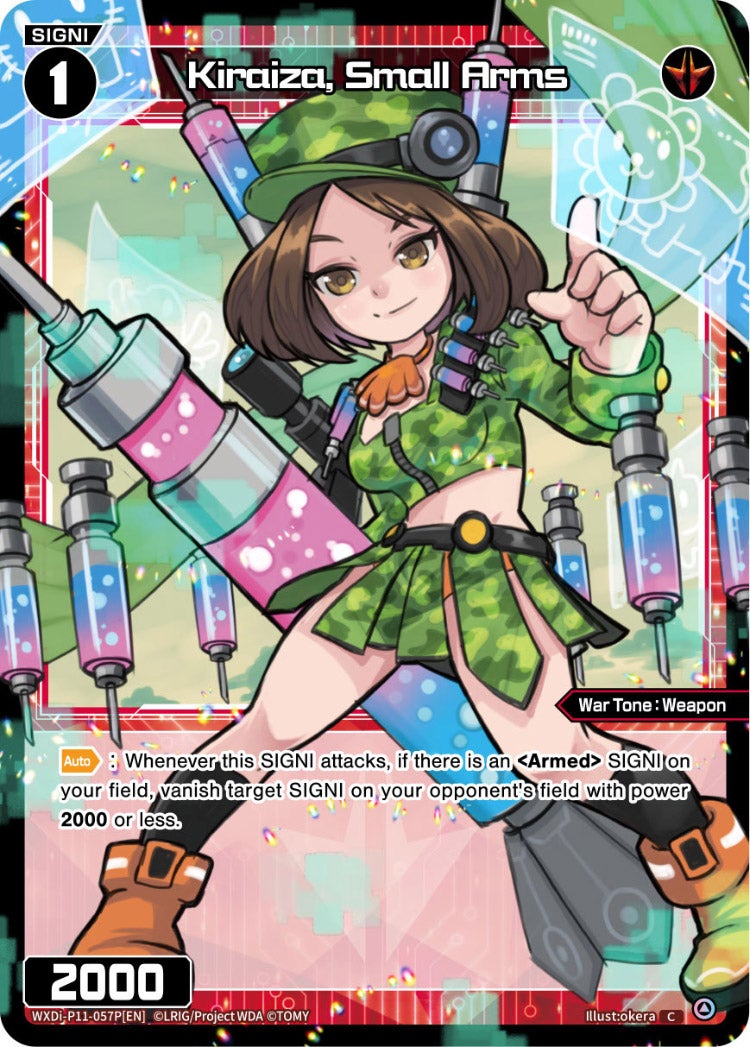 SIGNI
1
Kiraiza, Small Arms
War Tone : Weapon
Auto : Whenever this SIGNI attacks, if there is an <Armed> SIGNI on
your field, vanish target SIGNI on your opponent's field with power
2000 or less.
2000
WXDi-P11-057P[EN] ©LRIG/Project WDA ©TOMY
Illust:okera C